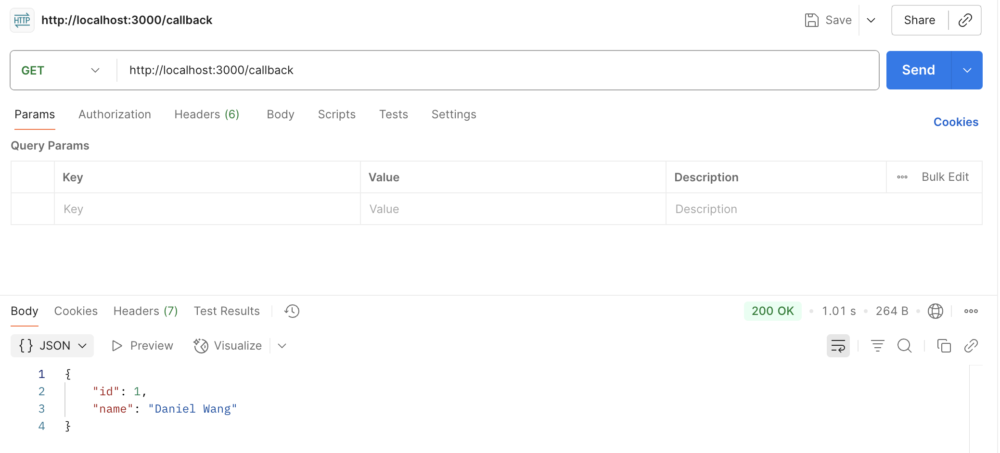 HTTP http://localhost:3000/callback Save Share
GET http://localhost:3000/callback Send
Params Authorization Headers (6) Body Scripts Tests Settings
Cookies
Query Params
Key Value Description Bulk Edit
Key Value Description
Body Cookies Headers (7) Test Results 200 OK 1.01 s 264 B
{} JSON Preview Visualize
1 {
2 "id": 1,
3 "name": "Daniel Wang"
4 }